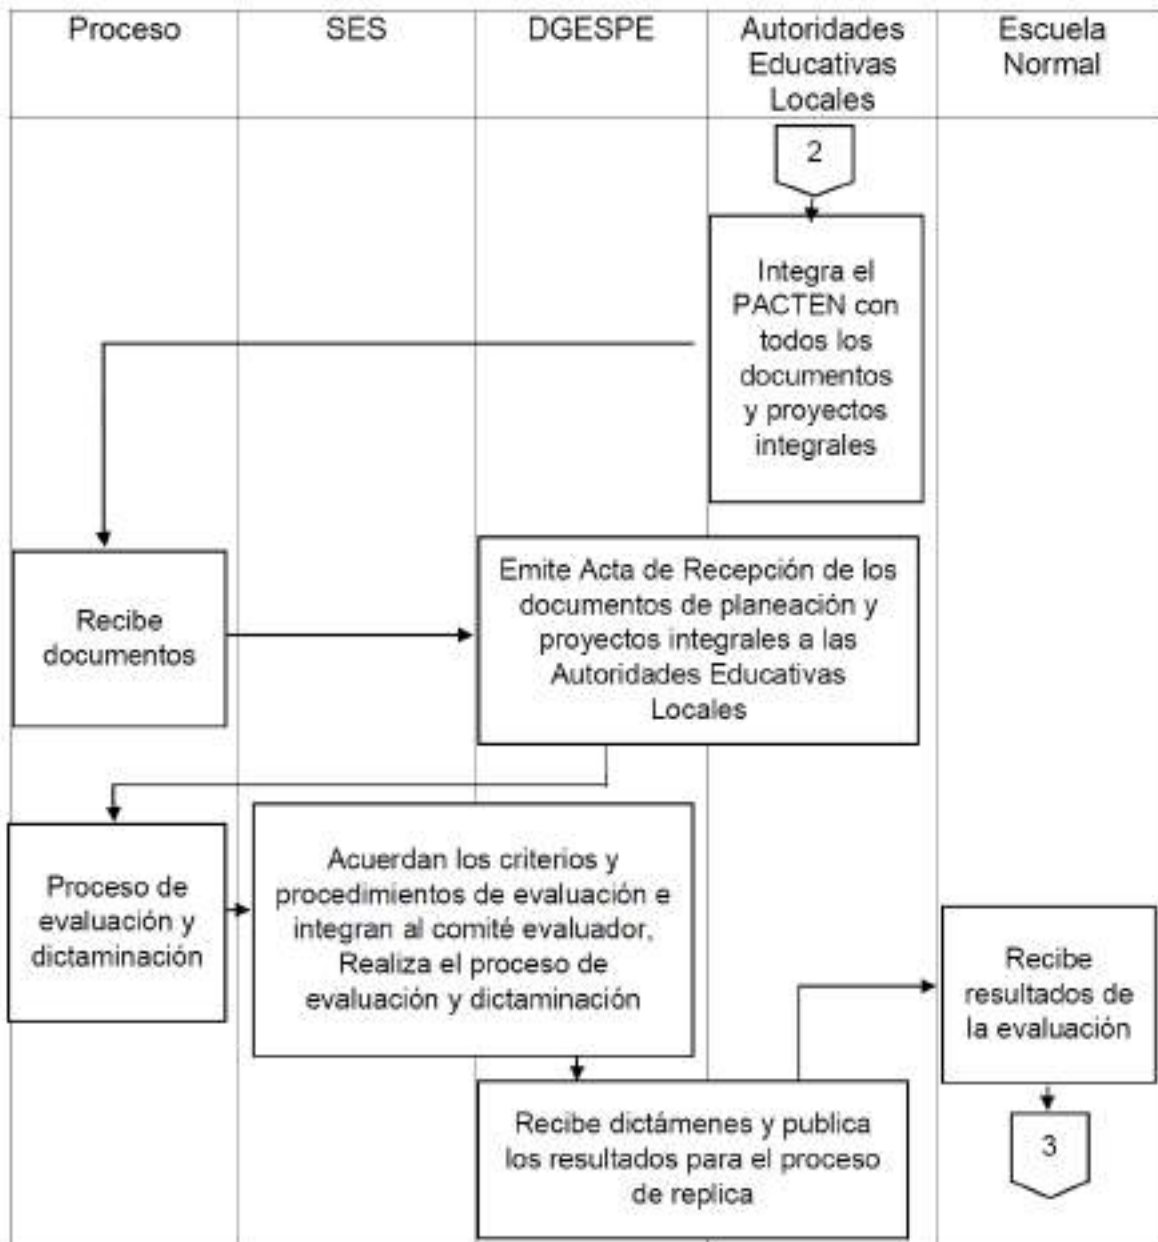 Proceso
SES
DGESPE
Autoridades
Educativas
Locales
Escuela
Normal
2
Integra el
PACTEN con
todos los
documentos
y proyectos
integrales
Recibe
documentos
Emite Acta de Recepción de los
documentos de planeación y
proyectos integrales a las
Autoridades Educativas
Locales
Proceso de
evaluación y
dictaminación
Acuerdan los criterios y
procedimientos de evaluación e
integran al comité evaluador,
Realiza el proceso de
evaluación y dictaminación
Recibe
resultados de
la evaluación
Recibe dictámenes y publica
los resultados para el proceso
de replica
3